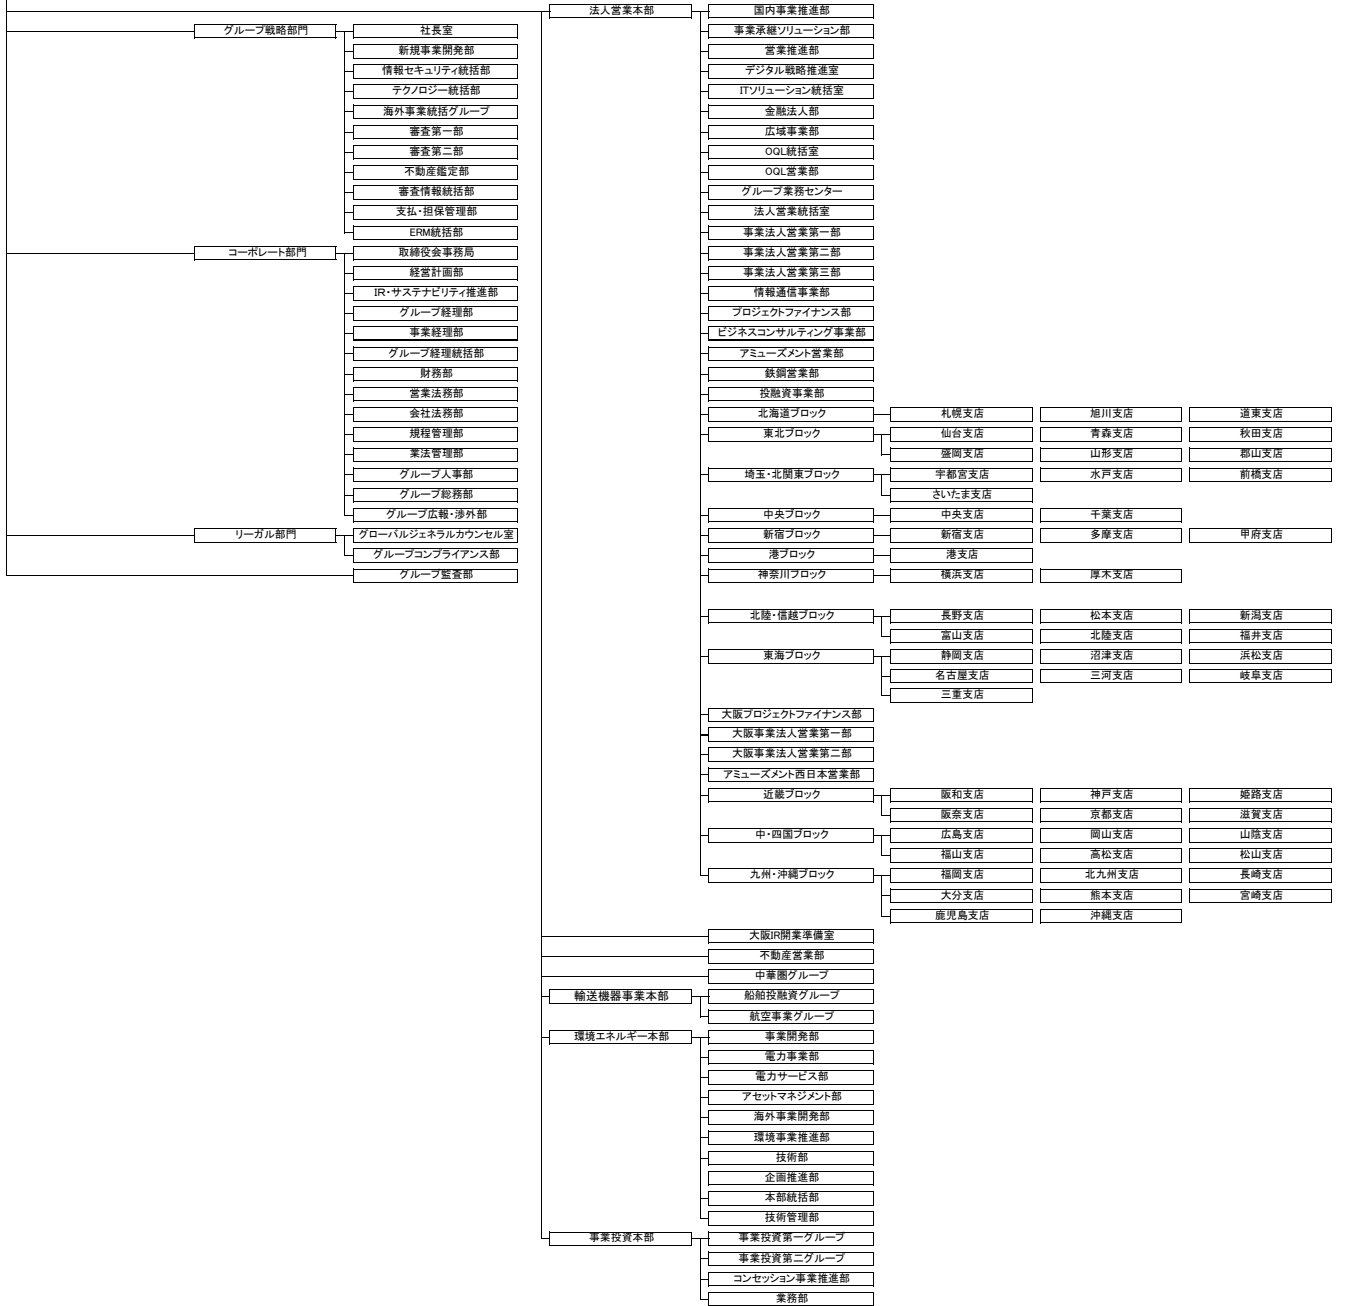 法人営業本部 国内事業推進部
グループ戦略部門 社長室 事業承継ソリューション部
新規事業開発部 営業推進部
情報セキュリティ統括部 デジタル戦略推進室
テクノロジー統括部 ITソリューション統括室
海外事業統括グループ 金融法人部
審査第一部 広域事業部
審査第二部 OQL統括室
不動産鑑定部 OQL営業部
審査情報統括部 グループ業務センター
支払・担保管理部 法人営業統括室
ERM統括部 事業法人営業第一部
コーポレート部門 取締役会事務局 事業法人営業第二部
経営計画部 事業法人営業第三部
IR・サステナビリティ推進部 情報通信事業部
グループ経理部 プロジェクトファイナンス部
事業経理部 ビジネスコンサルティング事業部
グループ経理統括部 アミューズメント営業部
財務部 鉄鋼営業部
営業法務部 投融資事業部
会社法務部 北海道ブロック 札幌支店 旭川支店 道東支店
規程管理部 東北ブロック 仙台支店 青森支店 秋田支店
業法管理部 盛岡支店 山形支店 郡山支店
グループ人事部 埼玉・北関東ブロック 宇都宮支店 水戸支店 前橋支店
グループ総務部 さいたま支店
グループ広報・渉外部 中央ブロック 中央支店 千葉支店
リーガル部門 グローバルジェネラルカウンセル室 新宿ブロック 新宿支店 多摩支店 甲府支店
グループコンプライアンス部 港ブロック 港支店
グループ監査部 神奈川ブロック 横浜支店 厚木支店
北陸・信越ブロック 長野支店 松本支店 新潟支店
富山支店 北陸支店 福井支店
東海ブロック 静岡支店 沼津支店 浜松支店
名古屋支店 三河支店 岐阜支店
三重支店
大阪プロジェクトファイナンス部
大阪事業法人営業第一部
大阪事業法人営業第二部
アミューズメント西日本営業部
近畿ブロック 阪和支店 神戸支店 姫路支店
阪奈支店 京都支店 滋賀支店
中・四国ブロック 広島支店 岡山支店 山陰支店
福山支店 高松支店 松山支店
九州・沖縄ブロック 福岡支店 北九州支店 長崎支店
大分支店 熊本支店 宮崎支店
鹿児島支店 沖縄支店
大阪IR開業準備室
不動産営業部
中華圏グループ
輸送機器事業本部 船舶投融資グループ
航空事業グループ
環境エネルギー本部 事業開発部
電力事業部
電力サービス部
アセットマネジメント部
海外事業開発部
環境事業推進部
技術部
企画推進部
本部統括部
技術管理部
事業投資本部 事業投資第一グループ
事業投資第二グループ
コンセッション事業推進部
業務部